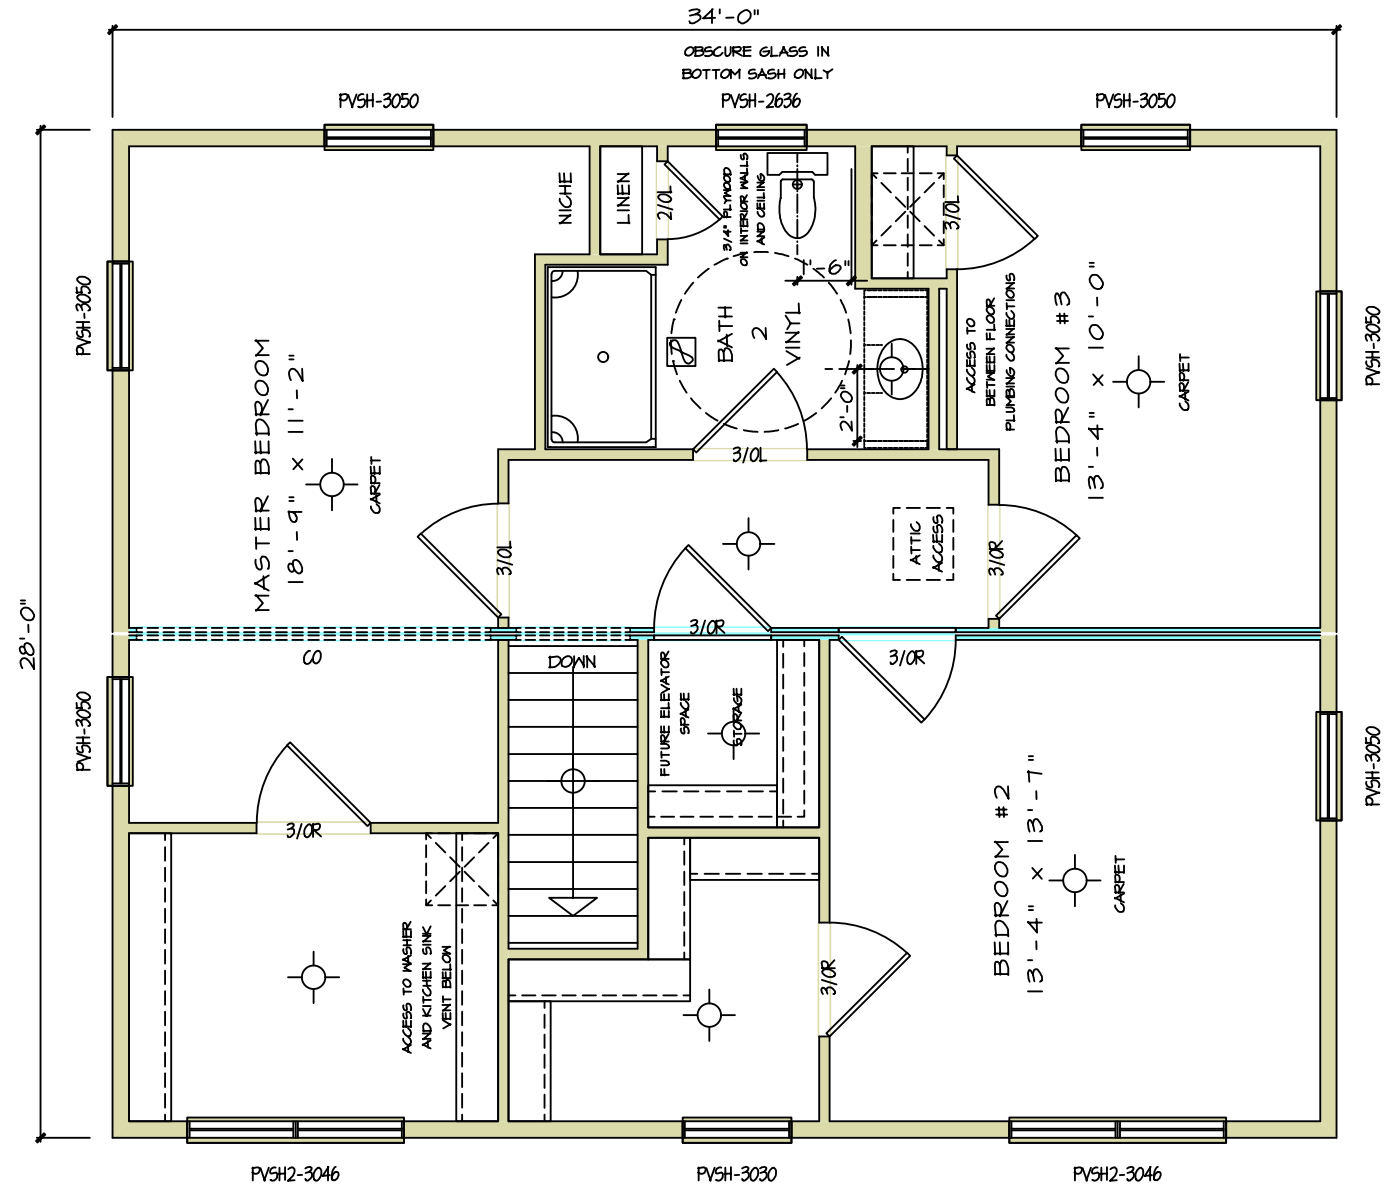 34'-0"
OBSCURE GLASS IN
BOTTOM SASH ONLY
PVSH-3050
PVSH-2636
PVSH-3050
NICHE
LINEN
2/0L
3/4" PLYWOOD
ON INTERIOR WALLS
AND CEILING
3/0L
'-6"
PVSH-3050
PVSH-3050
MASTER BEDROOM
18'-9" x 11'-2"
CARPET
BATH
2
VINYL
2'-0"
ACCESS TO
BETWEEN FLOOR
PLUMBING CONNECTIONS
BEDROOM #3
13'-4" x 10'-0"
CARPET
3/0L
3/0L
ATTIC
ACCESS
3/0R
28'-0"
CO
DOWN
3/0R
3/0R
FUTURE ELEVATOR
SPACE
STORAGE
PVSH-3050
PVSH-3050
3/0R
BEDROOM #2
13'-4" x 13'-7"
CARPET
ACCESS TO WASHER
AND KITCHEN SINK
VENT BELOW
3/0R
PVSH2-3046
PVSH-3030
PVSH2-3046